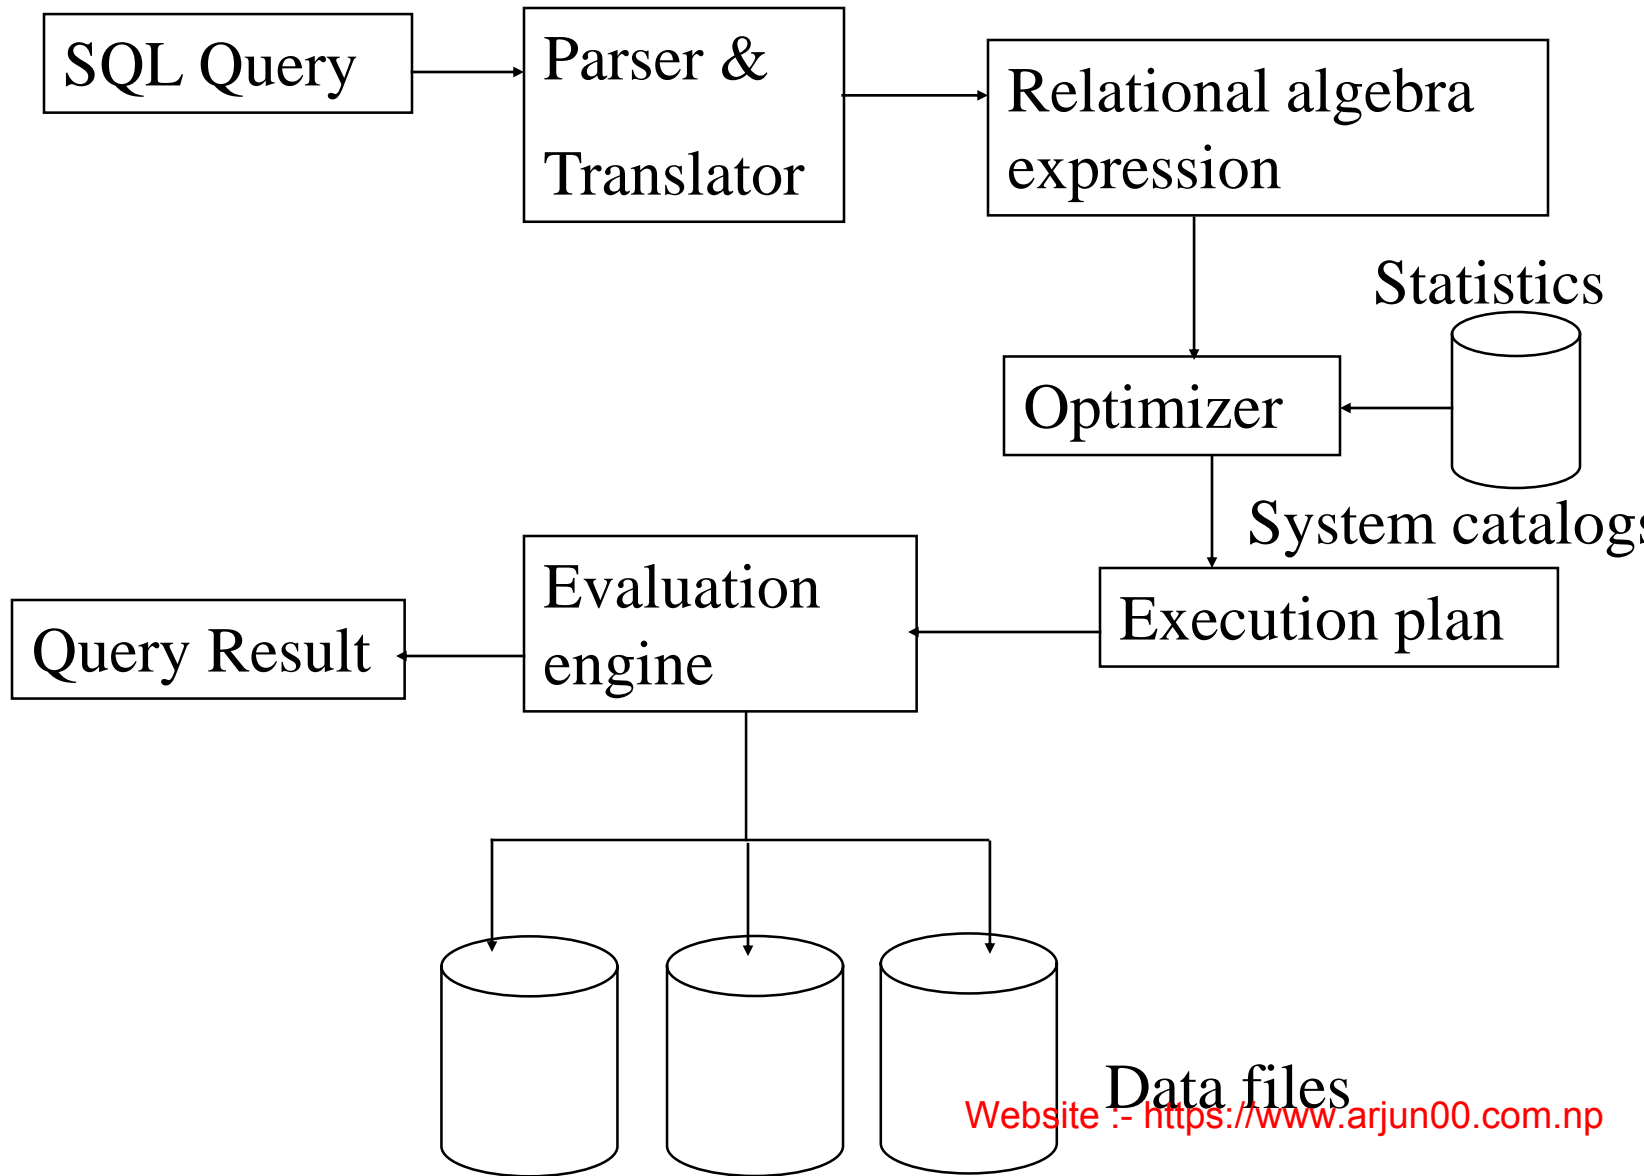 SQL Query
Parser &
Translator
Relational algebra
expression
Statistics
Optimizer
System catalogs
Execution plan
Evaluation
engine
Query Result
Data files
Website :- https://www.arjun00.com.np